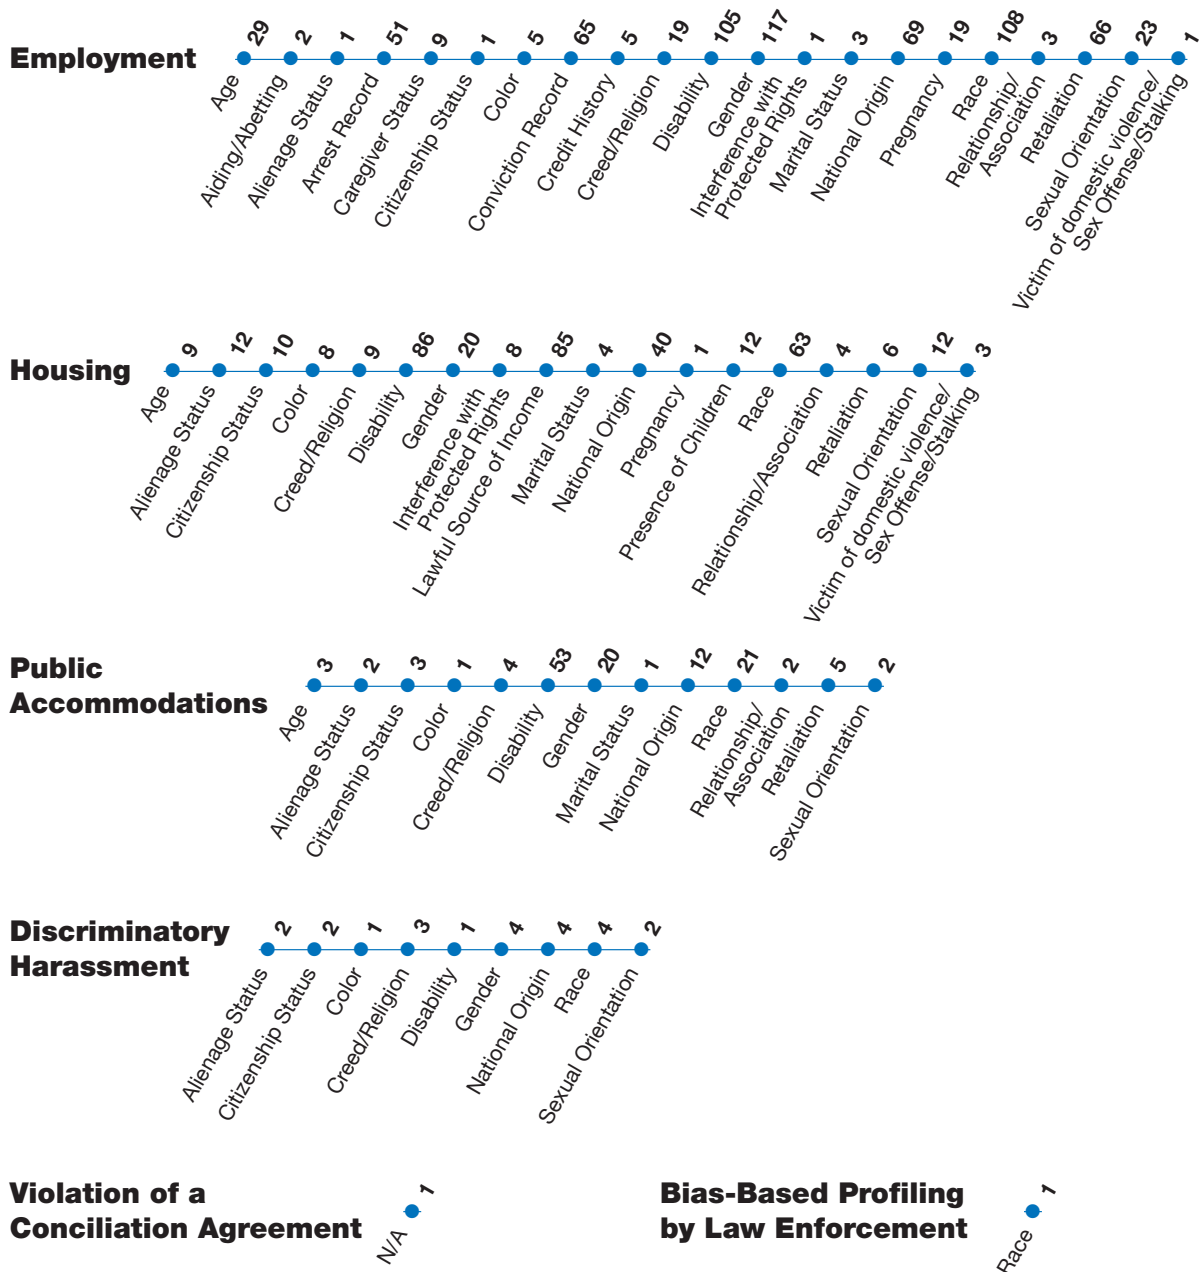 Employment
29
2
1
51
9
1
5
65
5
19
105
117
1
3
69
19
108
3
66
23
1
Age
Aiding/Abetting
Alienage Status
Arrest Record
Caregiver Status
Citizenship Status
Color
Conviction Record
Credit History
Creed/Religion
Disability
Gender
Interference with
Protected Rights
Marital Status
National Origin
Pregnancy
Race
Relationship/
Association
Retaliation
Sexual Orientation
Victim of domestic violence/
Sex Offense/Stalking
Housing
9
12
10
8
9
86
20
8
85
4
40
1
12
63
4
6
12
3
Age
Alienage Status
Citizenship Status
Color
Creed/Religion
Disability
Gender
Interference with
Protected Rights
Lawful Source of Income
Marital Status
National Origin
Pregnancy
Presence of Children
Race
Relationship/Association
Retaliation
Sexual Orientation
Victim of domestic violence/
Sex Offense/Stalking
Public
Accommodations
3
2
3
1
4
53
20
1
12
21
2
5
2
Age
Alienage Status
Citizenship Status
Color
Creed/Religion
Disability
Gender
Marital Status
National Origin
Race
Relationship/
Association
Retaliation
Sexual Orientation
Discriminatory
Harassment
2
2
1
3
1
4
4
4
2
Alienage Status
Citizenship Status
Color
Creed/Religion
Disability
Gender
National Origin
Race
Sexual Orientation
Violation of a
Conciliation Agreement
1
N/A
Bias-Based Profiling
by Law Enforcement
1
Race